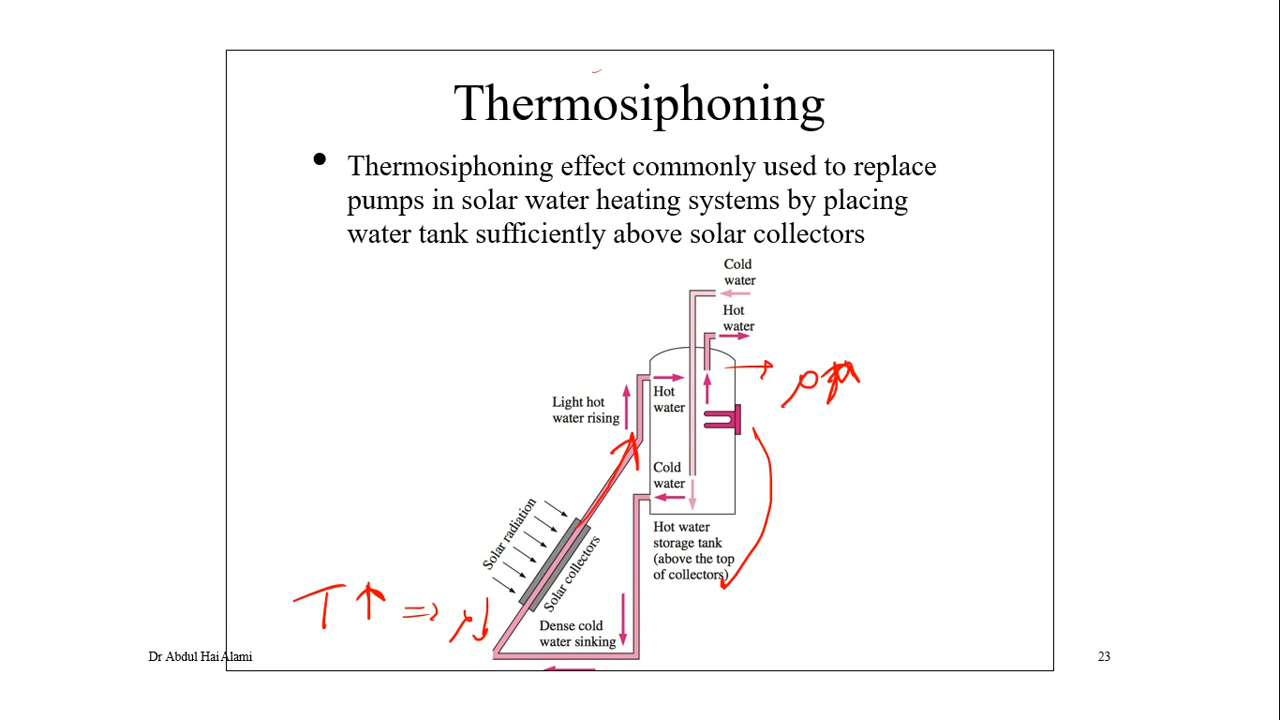 Thermosiphoning
• Thermosiphoning effect commonly used to replace
pumps in solar water heating systems by placing
water tank sufficiently above solar collectors
Cold
water
Hot
water
Hot
water
Light hot
water rising
Cold
water
Solar radiation
Solar collectors
Hot water
storage tank
(above the top
of collectors)
T↑ ⇒ ρ↓
Dense cold
water sinking
Dr Abdul Hai Alami
23